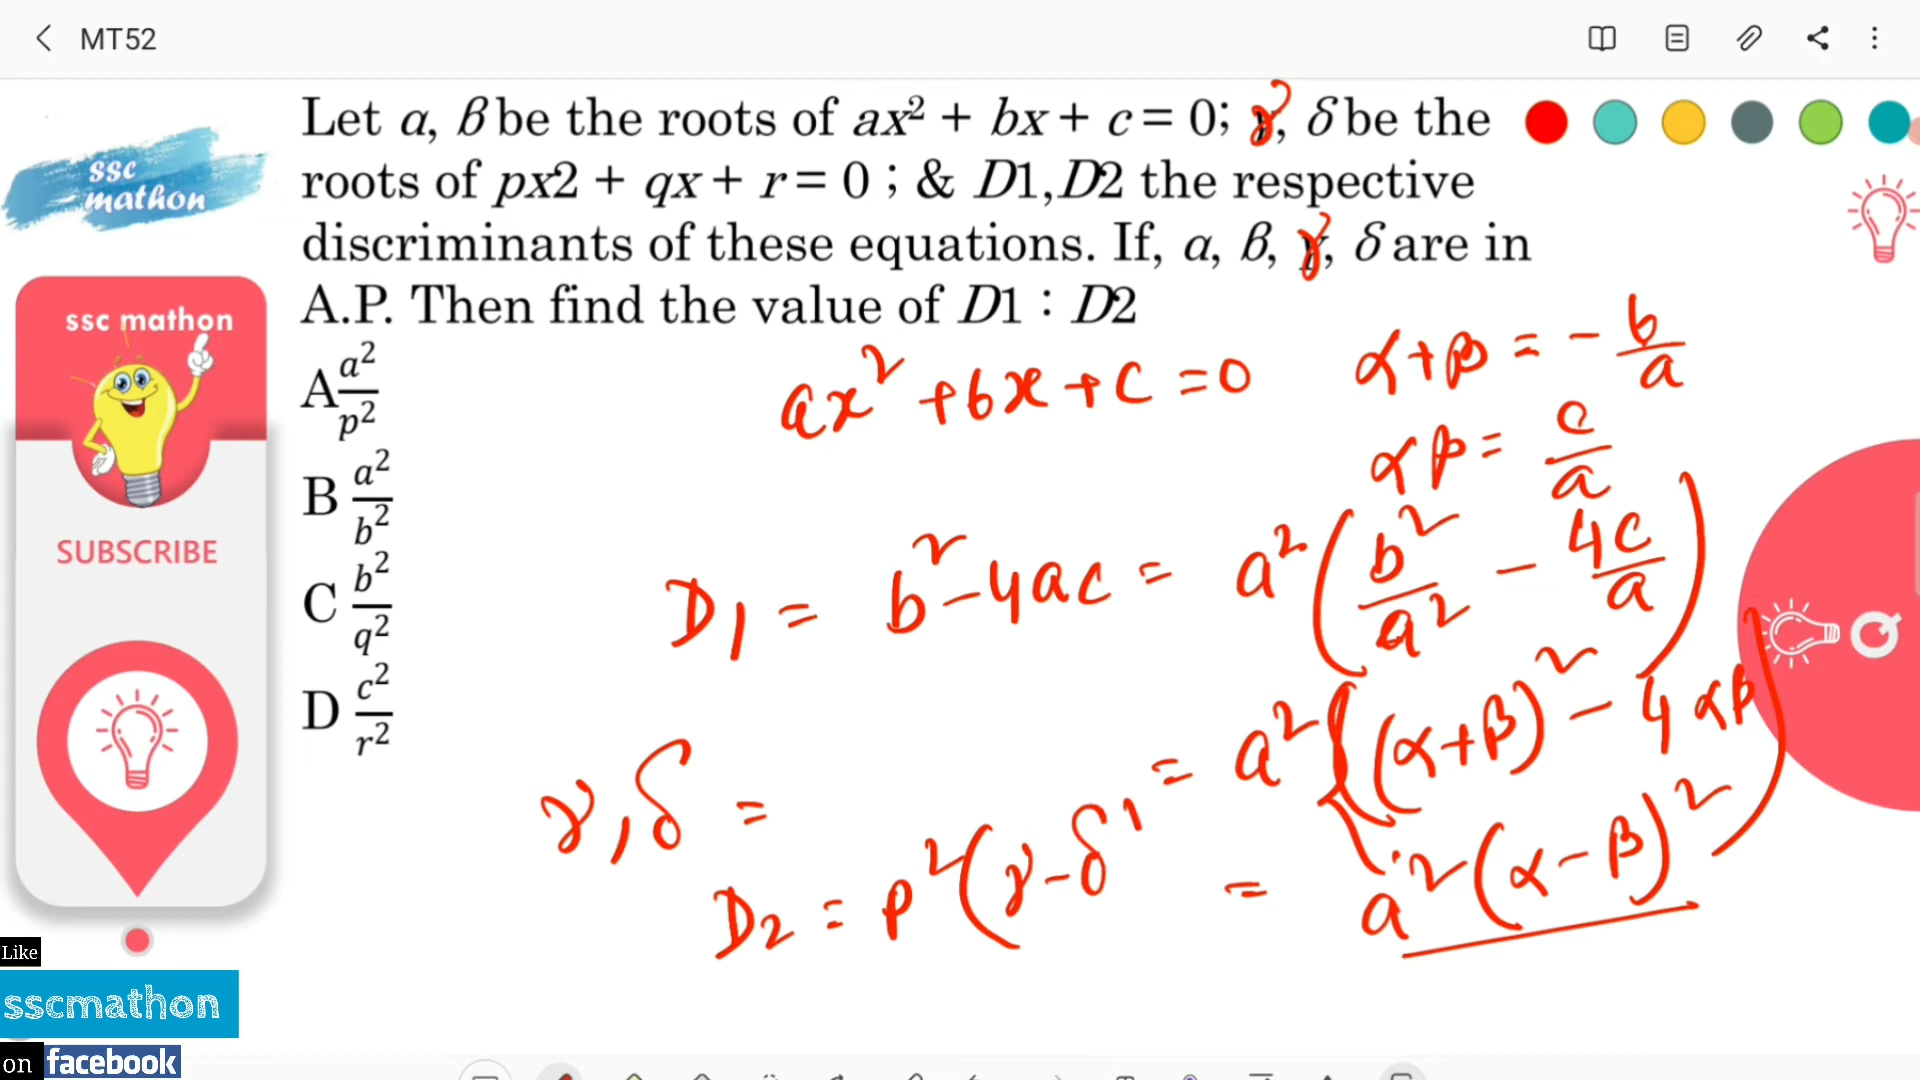 MT52
Let α, β be the roots of ax² + bx + c = 0; γ, δ be the
roots of px2 + qx + r = 0 ; & D1,D2 the respective
discriminants of these equations. If, α, β, γ, δ are in
A.P. Then find the value of D1 : D2
A a²/p²
B a²/b²
C b²/q²
D c²/r²
ssc
mathon
ssc mathon
SUBSCRIBE
ax² + bx + c = 0
α+β = - b/a
αβ = c/a
D₁ = b² - 4ac = a² (b²/a² - 4c/a)
= a² {(α+β)² - 4αβ}
= a² (α-β)²
γ, δ =
D₂ = p² (γ-δ
Q
Like
sscmathon
on facebook